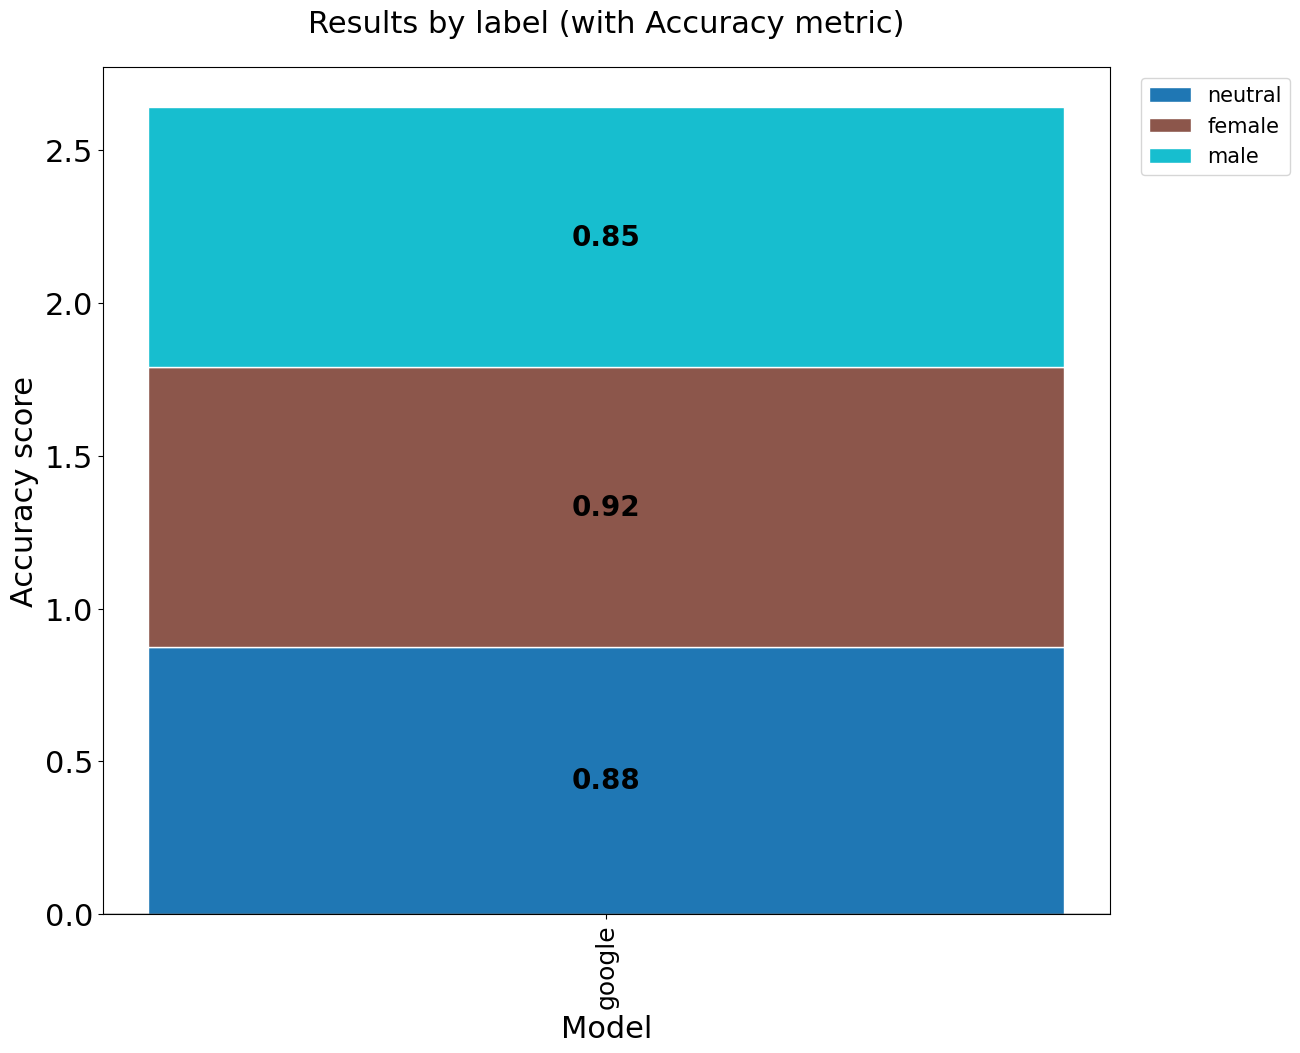 Results by label (with Accuracy metric)
neutral
female
male
Accuracy score
2.5
2.0
1.5
1.0
0.5
0.0
0.85
0.92
0.88
google
Model